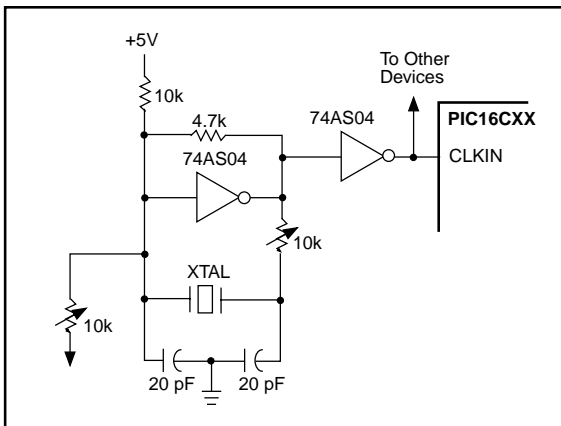 +5V
10k
4.7k
74AS04
74AS04
To Other
Devices
PIC16CXX
CLKIN
10k
XTAL
10k
20 pF
20 pF